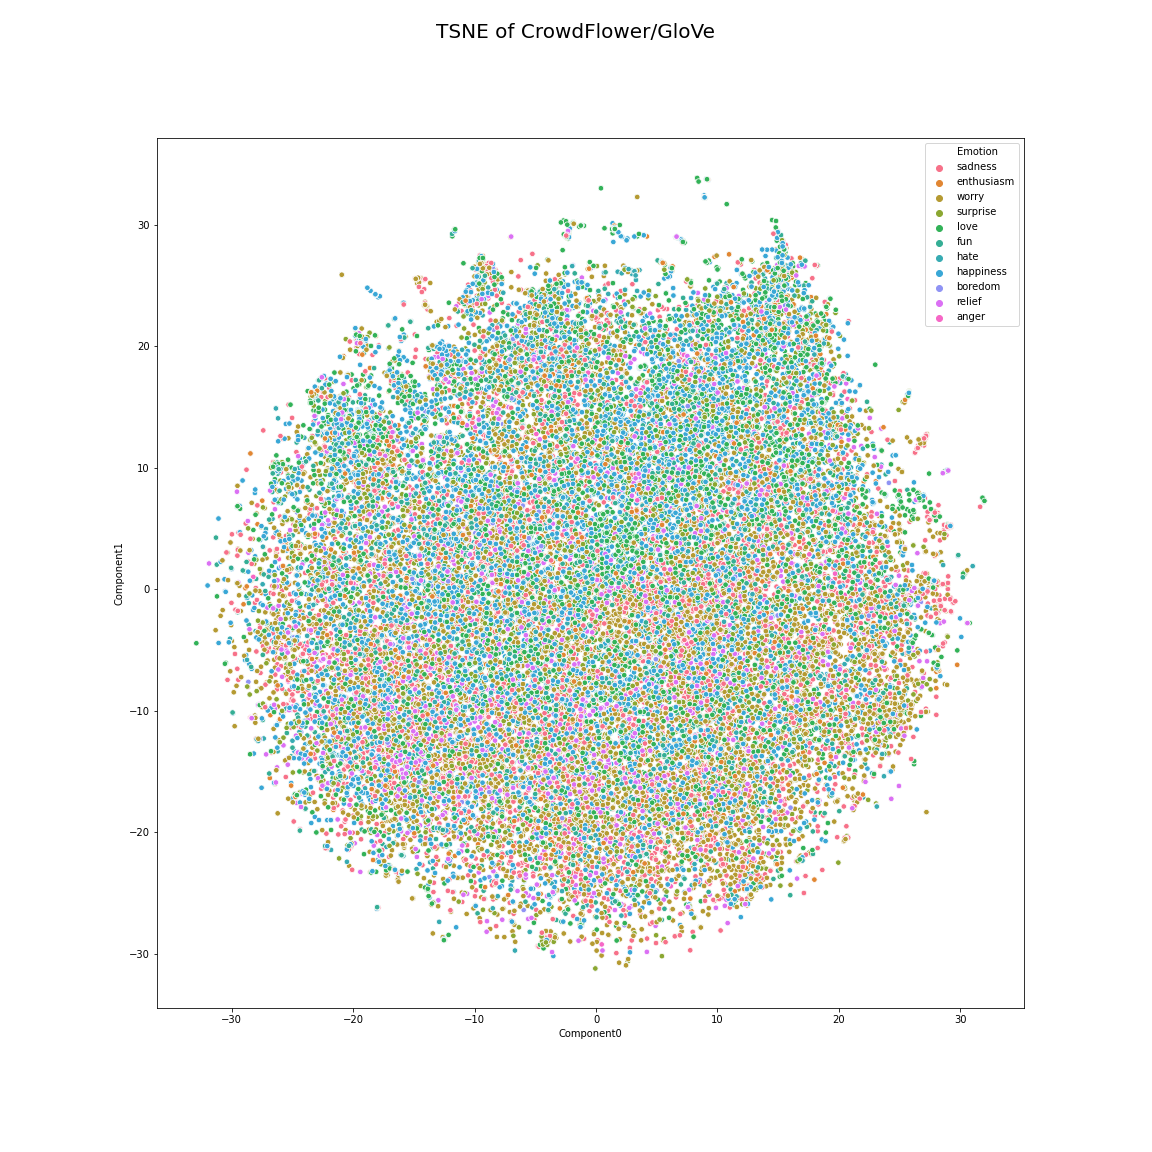 TSNE of CrowdFlower/GloVe
Emotion
sadness
enthusiasm
worry
surprise
love
fun
hate
happiness
boredom
relief
anger
30
20
10
0
−10
−20
−30
Component1
−30 −20 −10 0 10 20 30
Component0